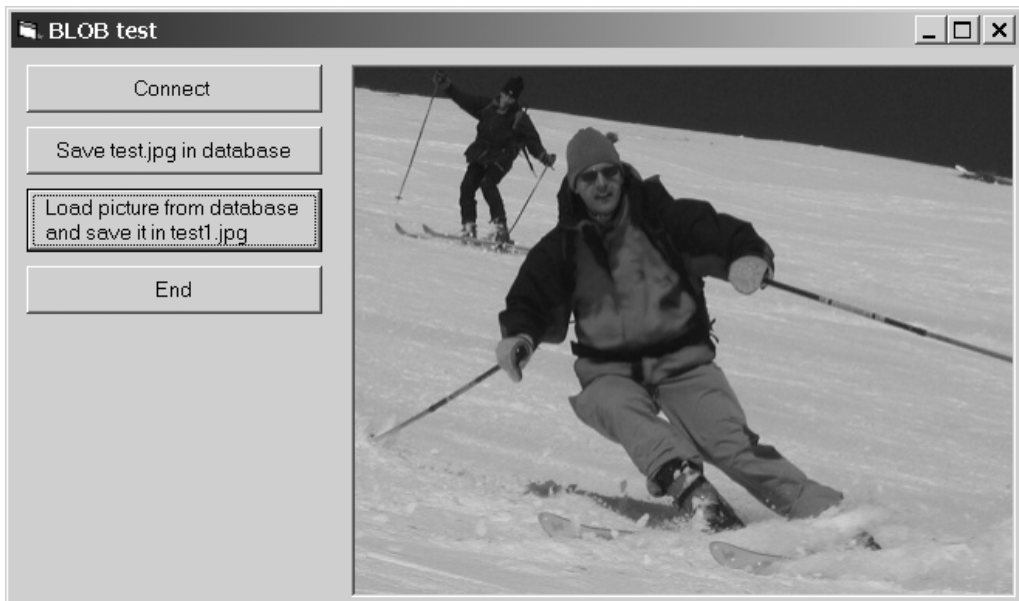 BLOB test
Connect
Save test.jpg in database
Load picture from database
and save it in test1.jpg
End